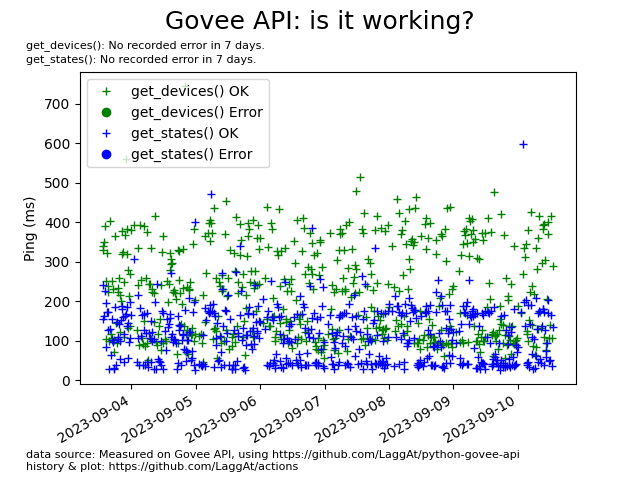 Govee API: is it working?
get_devices(): No recorded error in 7 days.
get_states(): No recorded error in 7 days.
get_devices() OK
get_devices() Error
get_states() OK
get_states() Error
Ping (ms)
700
600
500
400
300
200
100
0
2023-09-04
2023-09-05
2023-09-06
2023-09-07
2023-09-08
2023-09-09
2023-09-10
data source: Measured on Govee API, using https://github.com/LaggAt/python-govee-api
history & plot: https://github.com/LaggAt/actions